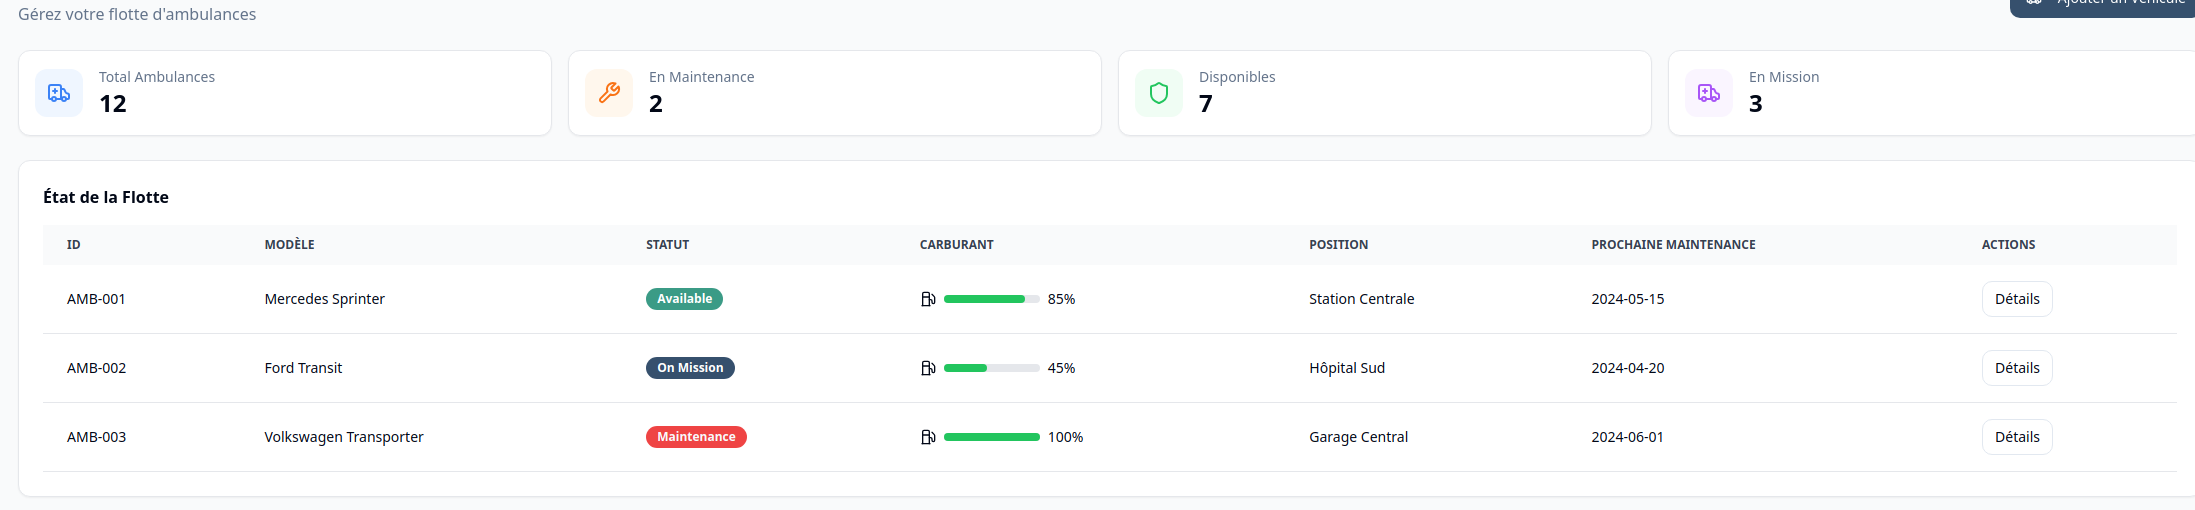 Gérez votre flotte d'ambulances
Ajouter un véhicule
Total Ambulances
12
En Maintenance
2
Disponibles
7
En Mission
3
État de la Flotte
ID MODÈLE STATUT CARBURANT POSITION PROCHAINE MAINTENANCE ACTIONS
AMB-001 Mercedes Sprinter Available 85% Station Centrale 2024-05-15 Détails
AMB-002 Ford Transit On Mission 45% Hôpital Sud 2024-04-20 Détails
AMB-003 Volkswagen Transporter Maintenance 100% Garage Central 2024-06-01 Détails